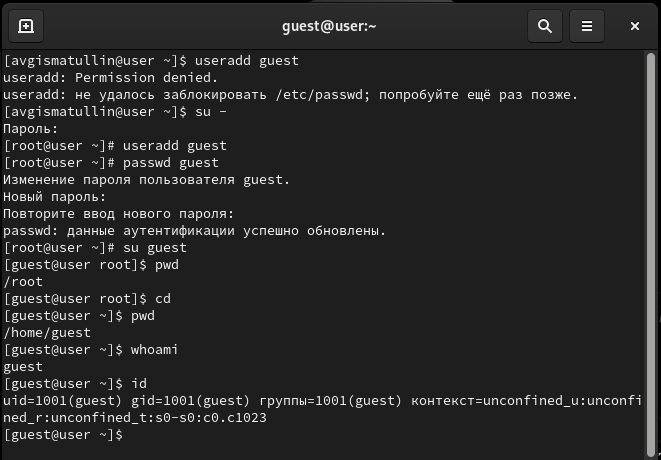 guest@user:~
[avgismatullin@user ~]$ useradd guest
useradd: Permission denied.
useradd: не удалось заблокировать /etc/passwd; попробуйте ещё раз позже.
[avgismatullin@user ~]$ su -
Пароль:
[root@user ~]# useradd guest
[root@user ~]# passwd guest
Изменение пароля пользователя guest.
Новый пароль:
Повторите ввод нового пароля:
passwd: данные аутентификации успешно обновлены.
[root@user ~]# su guest
[guest@user root]$ pwd
/root
[guest@user root]$ cd
[guest@user ~]$ pwd
/home/guest
[guest@user ~]$ whoami
guest
[guest@user ~]$ id
uid=1001(guest) gid=1001(guest) группы=1001(guest) контекст=unconfined_u:unconfi
ned_r:unconfined_t:s0-s0:c0.c1023
[guest@user ~]$